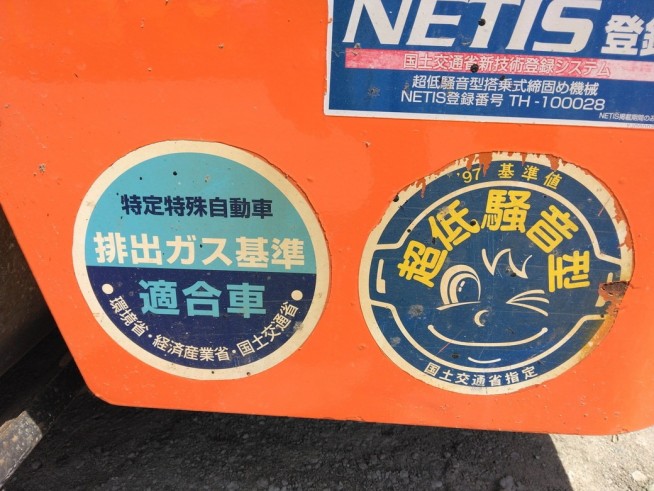 NETIS 登録
国土交通省新技術登録システム
超低騒音型搭乗式締固め機械
NETIS登録番号 TH-100028
特定特殊自動車
排出ガス基準
適合車
・環境省・経済産業省・国土交通省・
'97 基準値
超低騒音型
国土交通省指定